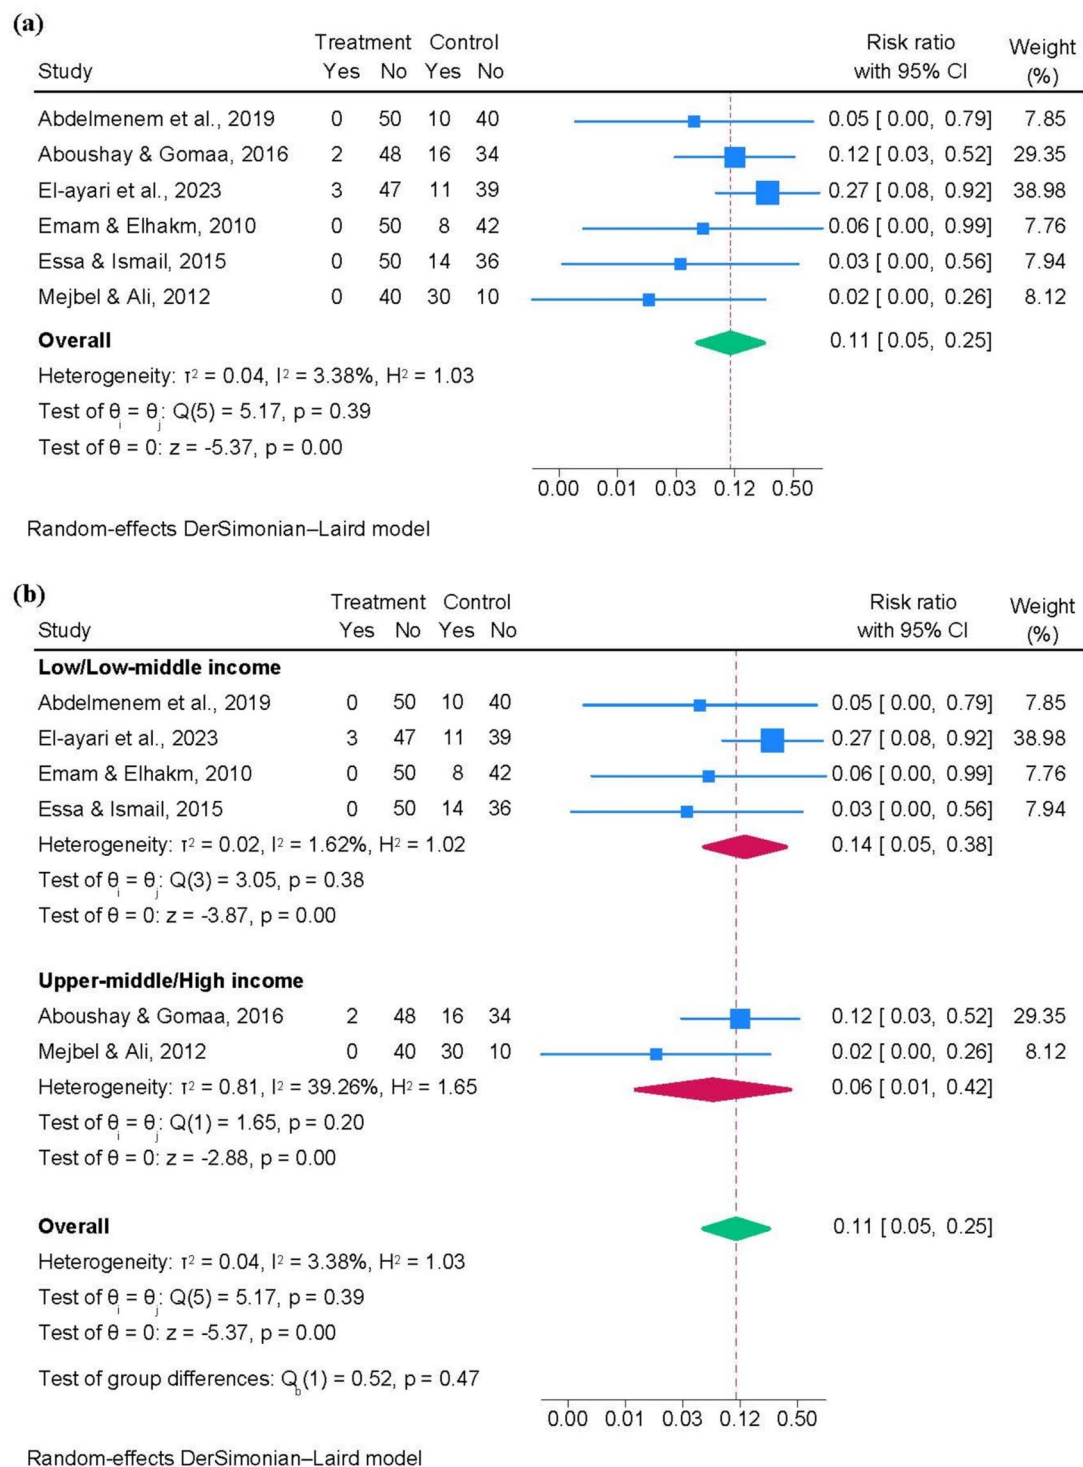 (a)
Treatment Control Risk ratio Weight
Study Yes No Yes No with 95% CI (%)
Abdelmenem et al., 2019 0 50 10 40 0.05 [ 0.00, 0.79] 7.85
Aboushay & Gomaa, 2016 2 48 16 34 0.12 [ 0.03, 0.52] 29.35
El-ayari et al., 2023 3 47 11 39 0.27 [ 0.08, 0.92] 38.98
Emam & Elhakm, 2010 0 50 8 42 0.06 [ 0.00, 0.99] 7.76
Essa & Ismail, 2015 0 50 14 36 0.03 [ 0.00, 0.56] 7.94
Mejbel & Ali, 2012 0 40 30 10 0.02 [ 0.00, 0.26] 8.12
Overall 0.11 [ 0.05, 0.25]
Heterogeneity: τ² = 0.04, I² = 3.38%, H² = 1.03
Test of θᵢ = θⱼ: Q(5) = 5.17, p = 0.39
Test of θ = 0: z = -5.37, p = 0.00
0.00 0.01 0.03 0.12 0.50
Random-effects DerSimonian–Laird model
(b)
Treatment Control Risk ratio Weight
Study Yes No Yes No with 95% CI (%)
Low/Low-middle income
Abdelmenem et al., 2019 0 50 10 40 0.05 [ 0.00, 0.79] 7.85
El-ayari et al., 2023 3 47 11 39 0.27 [ 0.08, 0.92] 38.98
Emam & Elhakm, 2010 0 50 8 42 0.06 [ 0.00, 0.99] 7.76
Essa & Ismail, 2015 0 50 14 36 0.03 [ 0.00, 0.56] 7.94
Heterogeneity: τ² = 0.02, I² = 1.62%, H² = 1.02 0.14 [ 0.05, 0.38]
Test of θᵢ = θⱼ: Q(3) = 3.05, p = 0.38
Test of θ = 0: z = -3.87, p = 0.00
Upper-middle/High income
Aboushay & Gomaa, 2016 2 48 16 34 0.12 [ 0.03, 0.52] 29.35
Mejbel & Ali, 2012 0 40 30 10 0.02 [ 0.00, 0.26] 8.12
Heterogeneity: τ² = 0.81, I² = 39.26%, H² = 1.65 0.06 [ 0.01, 0.42]
Test of θᵢ = θⱼ: Q(1) = 1.65, p = 0.20
Test of θ = 0: z = -2.88, p = 0.00
Overall 0.11 [ 0.05, 0.25]
Heterogeneity: τ² = 0.04, I² = 3.38%, H² = 1.03
Test of θᵢ = θⱼ: Q(5) = 5.17, p = 0.39
Test of θ = 0: z = -5.37, p = 0.00
Test of group differences: Q_b(1) = 0.52, p = 0.47
0.00 0.01 0.03 0.12 0.50
Random-effects DerSimonian–Laird model